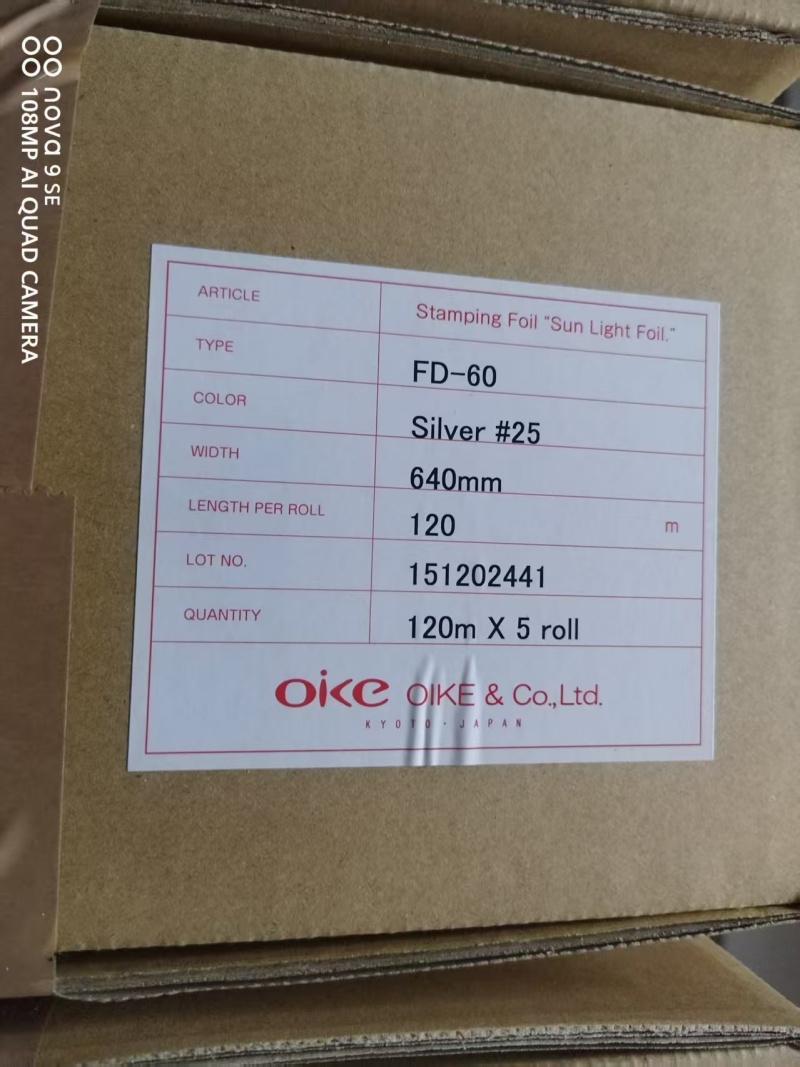 nova 9 SE
108MP AI QUAD CAMERA
ARTICLE Stamping Foil "Sun Light Foil."
TYPE FD-60
COLOR Silver #25
WIDTH 640mm
LENGTH PER ROLL 120 m
LOT NO. 151202441
QUANTITY 120m X 5 roll
Oike OIKE & Co.,Ltd.
KYOTO・JAPAN